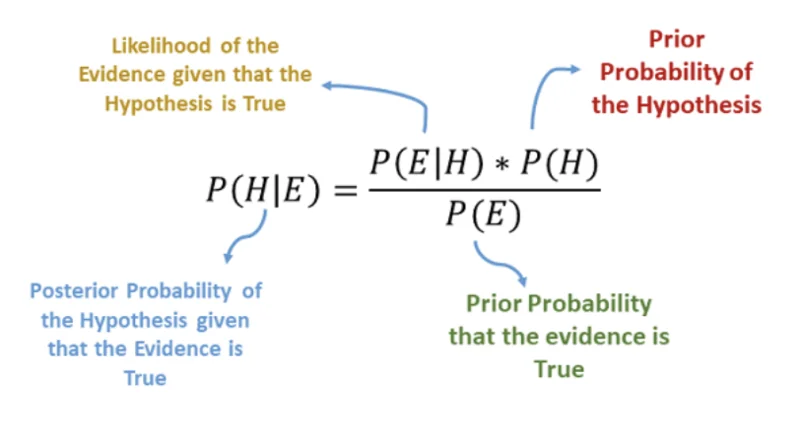 Likelihood of the
Evidence given that the
Hypothesis is True
Prior
Probability of
the Hypothesis
P(H|E) = P(E|H) * P(H)
P(E)
Posterior Probability of
the Hypothesis given
that the Evidence is
True
Prior Probability
that the evidence is
True